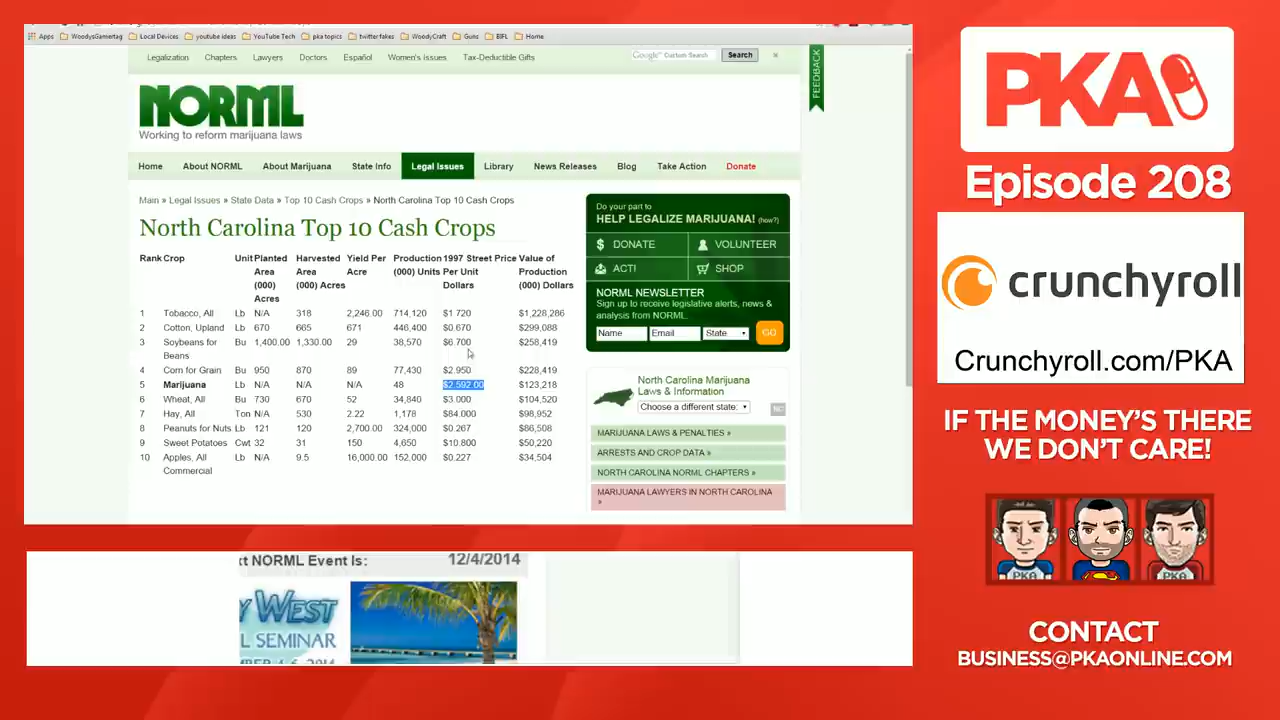 Apps WoodysGamertag Local Devices youtube ideas YouTube Tech pka topics twitter fakes WoodyCraft Guns BIFL Home
Legalization Chapters Lawyers Doctors Español Women's Issues Tax-Deductible Gifts
Google Custom Search Search ×
FEEDBACK
NORML
Working to reform marijuana laws
Home About NORML About Marijuana State Info Legal Issues Library News Releases Blog Take Action Donate
Main » Legal Issues » State Data » Top 10 Cash Crops » North Carolina Top 10 Cash Crops
North Carolina Top 10 Cash Crops
Rank Crop Unit Planted Harvested Yield Per Production 1997 Street Price Value of
Area Area Acre (000) Units Per Unit Production
(000) (000) Acres Dollars (000) Dollars
Acres
1 Tobacco, All Lb N/A 318 2,246.00 714,120 $1.720 $1,228,286
2 Cotton, Upland Lb 670 665 671 446,400 $0.670 $299,088
3 Soybeans for Bu 1,400.00 1,330.00 29 38,570 $6.700 $258,419
Beans
4 Corn for Grain Bu 950 870 89 77,430 $2.950 $228,419
5 Marijuana Lb N/A N/A N/A 48 $2,592.00 $123,218
6 Wheat, All Bu 730 670 52 34,840 $3.000 $104,520
7 Hay, All Ton N/A 530 2.22 1,178 $84.000 $98,952
8 Peanuts for Nuts Lb 121 120 2,700.00 324,000 $0.267 $86,508
9 Sweet Potatoes Cwt 32 31 150 4,650 $10.800 $50,220
10 Apples, All Lb N/A 9.5 16,000.00 152,000 $0.227 $34,504
Commercial
Do your part to
HELP LEGALIZE MARIJUANA! (how?)
$ DONATE VOLUNTEER
ACT! SHOP
NORML NEWSLETTER
Sign up to receive legislative alerts, news &
analysis from NORML.
Name Email State GO
North Carolina Marijuana
Laws & Information
Choose a different state:
MARIJUANA LAWS & PENALTIES »
ARRESTS AND CROP DATA »
NORTH CAROLINA NORML CHAPTERS »
MARIJUANA LAWYERS IN NORTH CAROLINA
»
NORML Event Is: 12/4/2014
WEST
SEMINAR
2014
PKA
Episode 208
crunchyroll
Crunchyroll.com/PKA
IF THE MONEY'S THERE
WE DON'T CARE!
PKA PKA
CONTACT
BUSINESS@PKAONLINE.COM